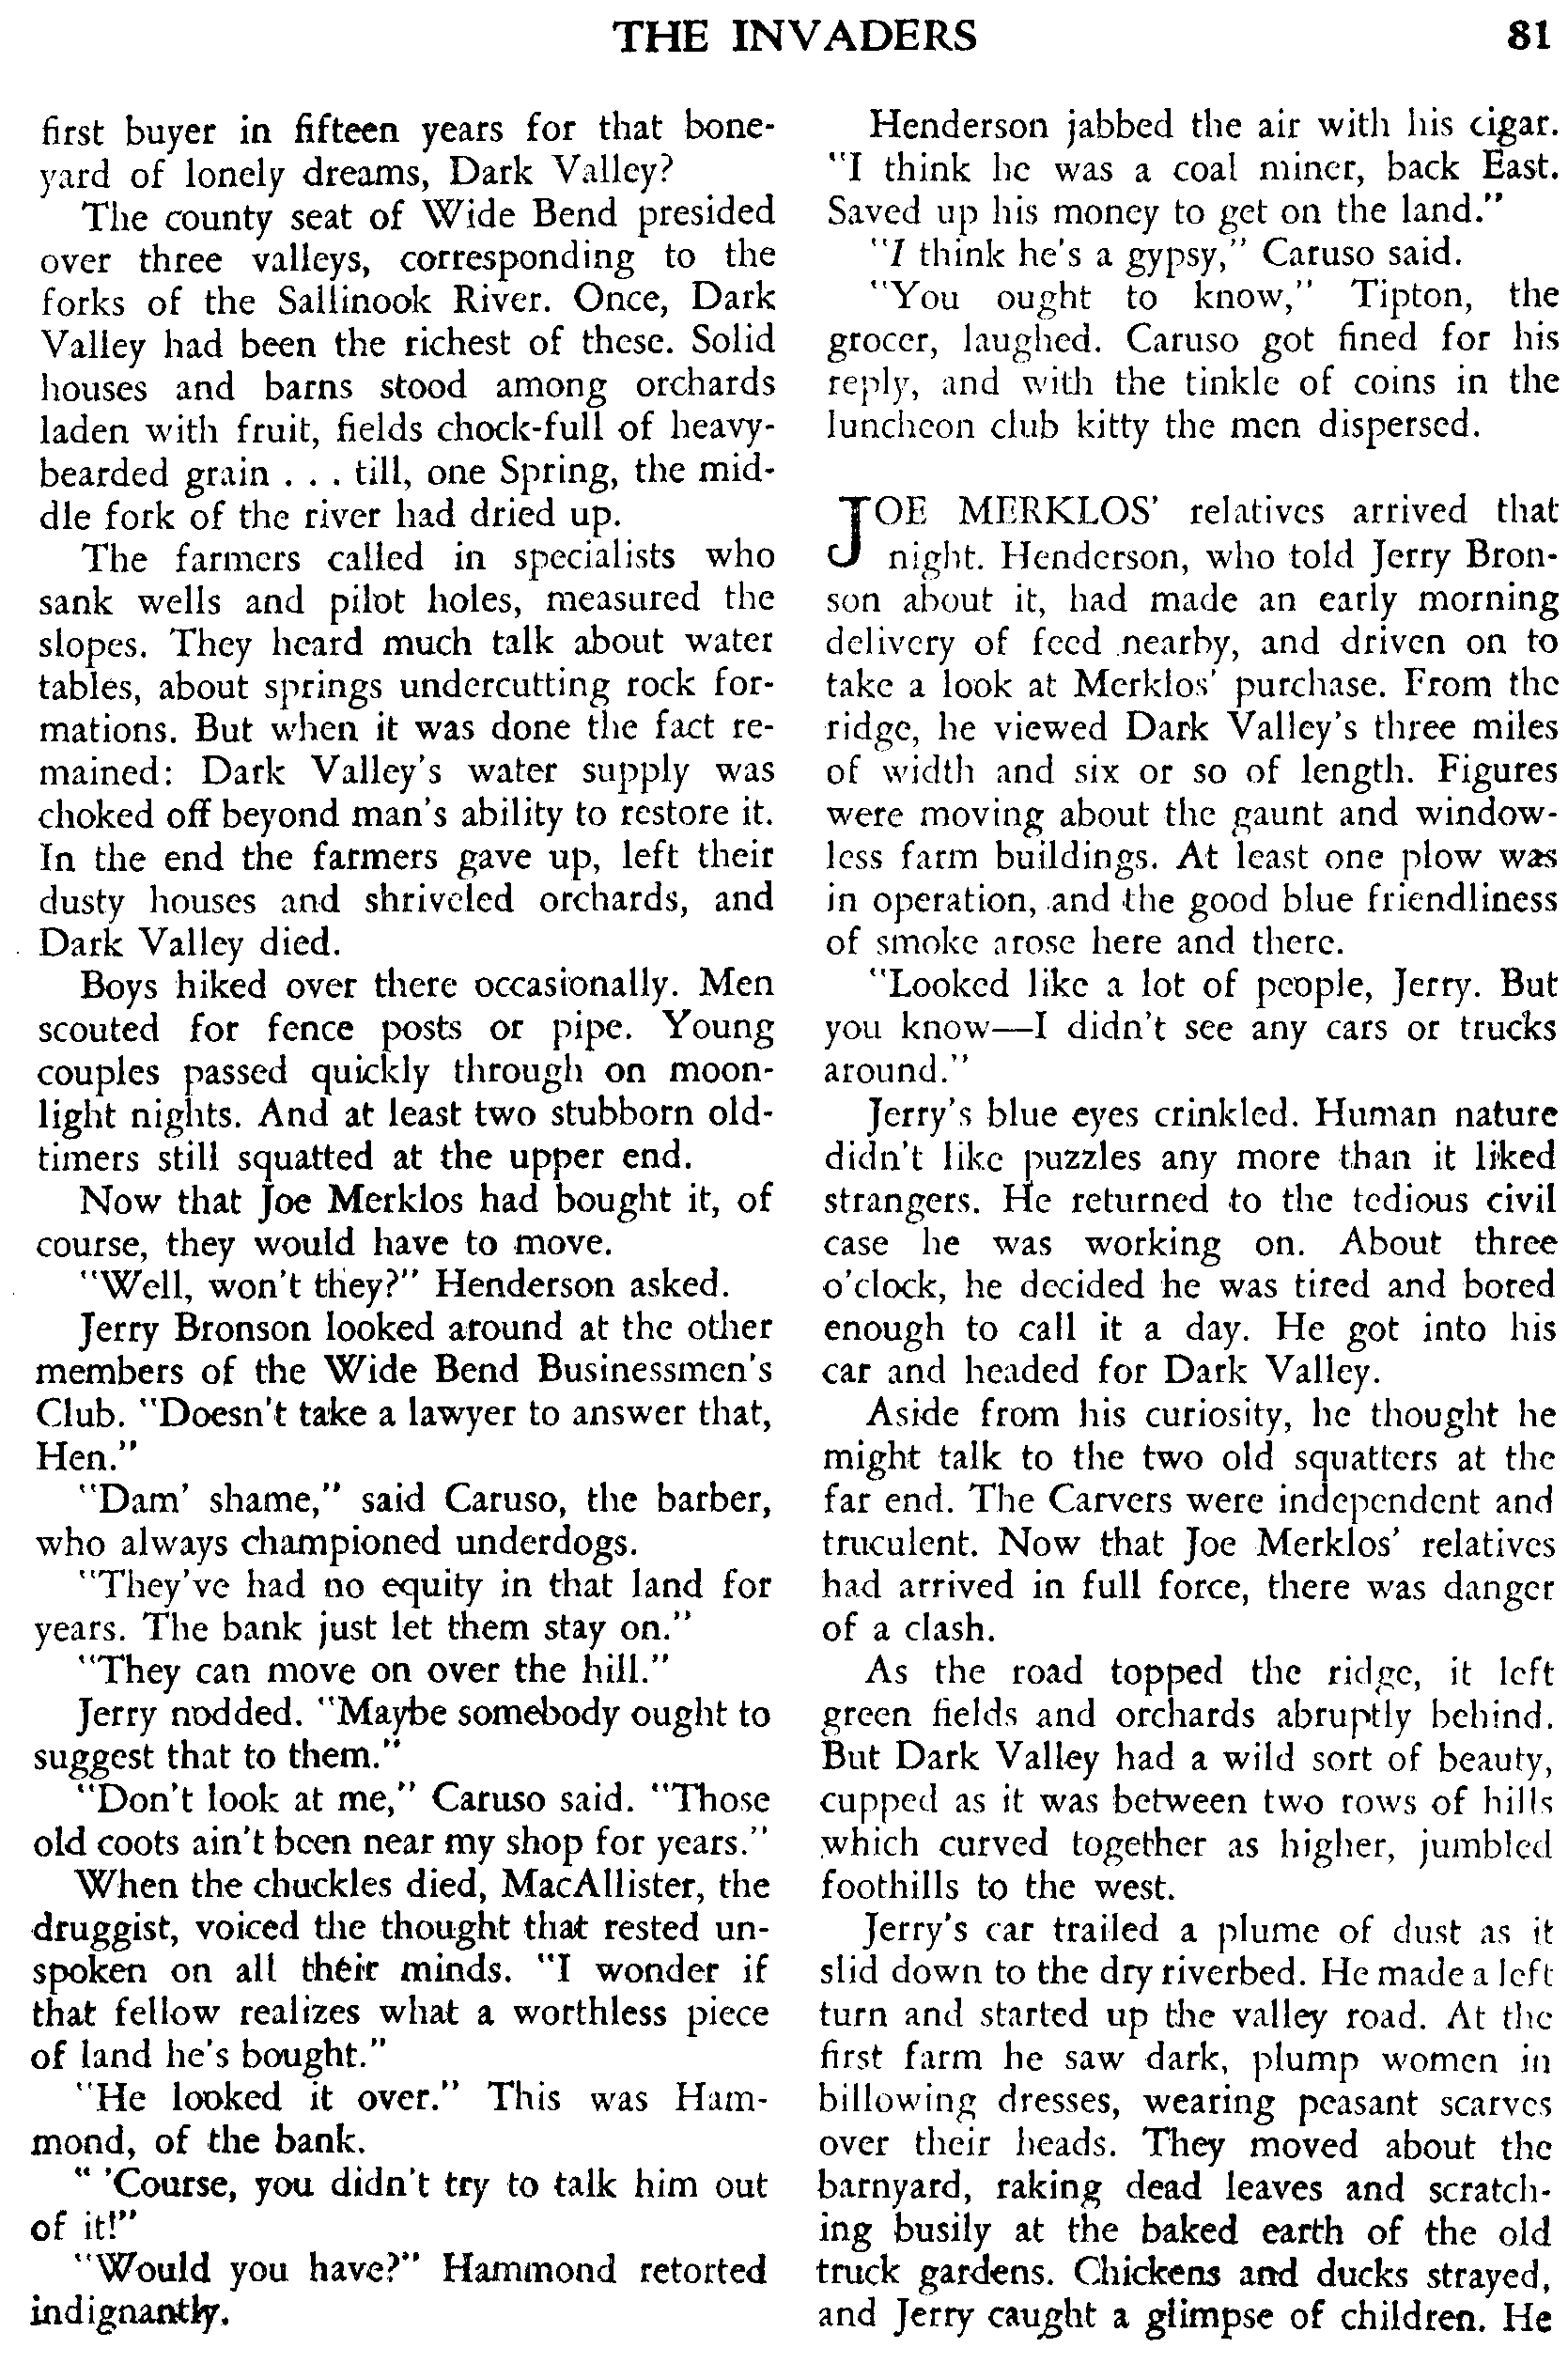 THE INVADERS 81
first buyer in fifteen years for that bone-
yard of lonely dreams, Dark Valley?
The county seat of Wide Bend presided
over three valleys, corresponding to the
forks of the Sallinook River. Once, Dark
Valley had been the richest of these. Solid
houses and barns stood among orchards
laden with fruit, fields chock-full of heavy-
bearded grain . . . till, one Spring, the mid-
dle fork of the river had dried up.
The farmers called in specialists who
sank wells and pilot holes, measured the
slopes. They heard much talk about water
tables, about springs undercutting rock for-
mations. But when it was done the fact re-
mained: Dark Valley's water supply was
choked off beyond man's ability to restore it.
In the end the farmers gave up, left their
dusty houses and shriveled orchards, and
Dark Valley died.
Boys hiked over there occasionally. Men
scouted for fence posts or pipe. Young
couples passed quickly through on moon-
light nights. And at least two stubborn old-
timers still squatted at the upper end.
Now that Joe Merklos had bought it, of
course, they would have to move.
"Well, won't they?" Henderson asked.
Jerry Bronson looked around at the other
members of the Wide Bend Businessmen's
Club. "Doesn't take a lawyer to answer that,
Hen."
"Dam' shame," said Caruso, the barber,
who always championed underdogs.
"They've had no equity in that land for
years. The bank just let them stay on."
"They can move on over the hill."
Jerry nodded. "Maybe somebody ought to
suggest that to them."
"Don't look at me," Caruso said. "Those
old coots ain't been near my shop for years."
When the chuckles died, MacAllister, the
druggist, voiced the thought that rested un-
spoken on all their minds. "I wonder if
that fellow realizes what a worthless piece
of land he's bought."
"He looked it over." This was Ham-
mond, of the bank.
" 'Course, you didn't try to talk him out
of it!"
"Would you have?" Hammond retorted
indignantly.
Henderson jabbed the air with his cigar.
"I think he was a coal miner, back East.
Saved up his money to get on the land."
"I think he's a gypsy," Caruso said.
"You ought to know," Tipton, the
grocer, laughed. Caruso got fined for his
reply, and with the tinkle of coins in the
luncheon club kitty the men dispersed.
JOE MERKLOS' relatives arrived that
night. Henderson, who told Jerry Bron-
son about it, had made an early morning
delivery of feed nearby, and driven on to
take a look at Merklos' purchase. From the
ridge, he viewed Dark Valley's three miles
of width and six or so of length. Figures
were moving about the gaunt and window-
less farm buildings. At least one plow was
in operation, and the good blue friendliness
of smoke arose here and there.
"Looked like a lot of people, Jerry. But
you know—I didn't see any cars or trucks
around."
Jerry's blue eyes crinkled. Human nature
didn't like puzzles any more than it liked
strangers. He returned to the tedious civil
case he was working on. About three
o'clock, he decided he was tired and bored
enough to call it a day. He got into his
car and headed for Dark Valley.
Aside from his curiosity, he thought he
might talk to the two old squatters at the
far end. The Carvers were independent and
truculent. Now that Joe Merklos' relatives
had arrived in full force, there was danger
of a clash.
As the road topped the ridge, it left
green fields and orchards abruptly behind.
But Dark Valley had a wild sort of beauty,
cupped as it was between two rows of hills
which curved together as higher, jumbled
foothills to the west.
Jerry's car trailed a plume of dust as it
slid down to the dry riverbed. He made a left
turn and started up the valley road. At the
first farm he saw dark, plump women in
billowing dresses, wearing peasant scarves
over their heads. They moved about the
barnyard, raking dead leaves and scratch-
ing busily at the baked earth of the old
truck gardens. Chickens and ducks strayed,
and Jerry caught a glimpse of children. He